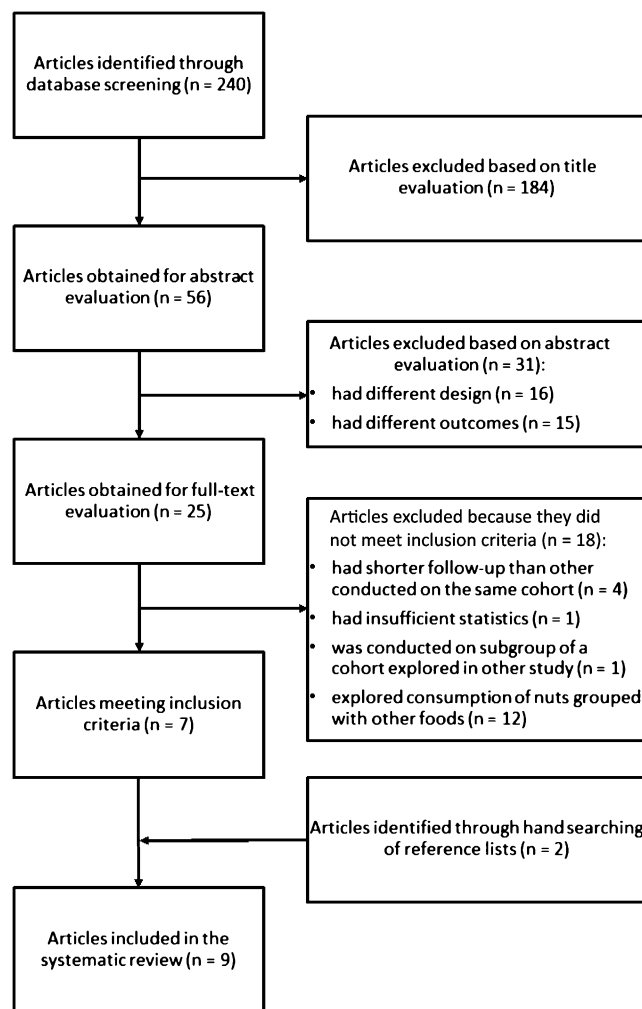 Articles identified through
database screening (n = 240)
Articles excluded based on title
evaluation (n = 184)
Articles obtained for abstract
evaluation (n = 56)
Articles excluded based on abstract
evaluation (n = 31):
• had different design (n = 16)
• had different outcomes (n = 15)
Articles obtained for full-text
evaluation (n = 25)
Articles excluded because they did
not meet inclusion criteria (n = 18):
• had shorter follow-up than other
conducted on the same cohort (n = 4)
• had insufficient statistics (n = 1)
• was conducted on subgroup of a
cohort explored in other study (n = 1)
• explored consumption of nuts grouped
with other foods (n = 12)
Articles meeting inclusion
criteria (n = 7)
Articles identified through hand searching
of reference lists (n = 2)
Articles included in the
systematic review (n = 9)